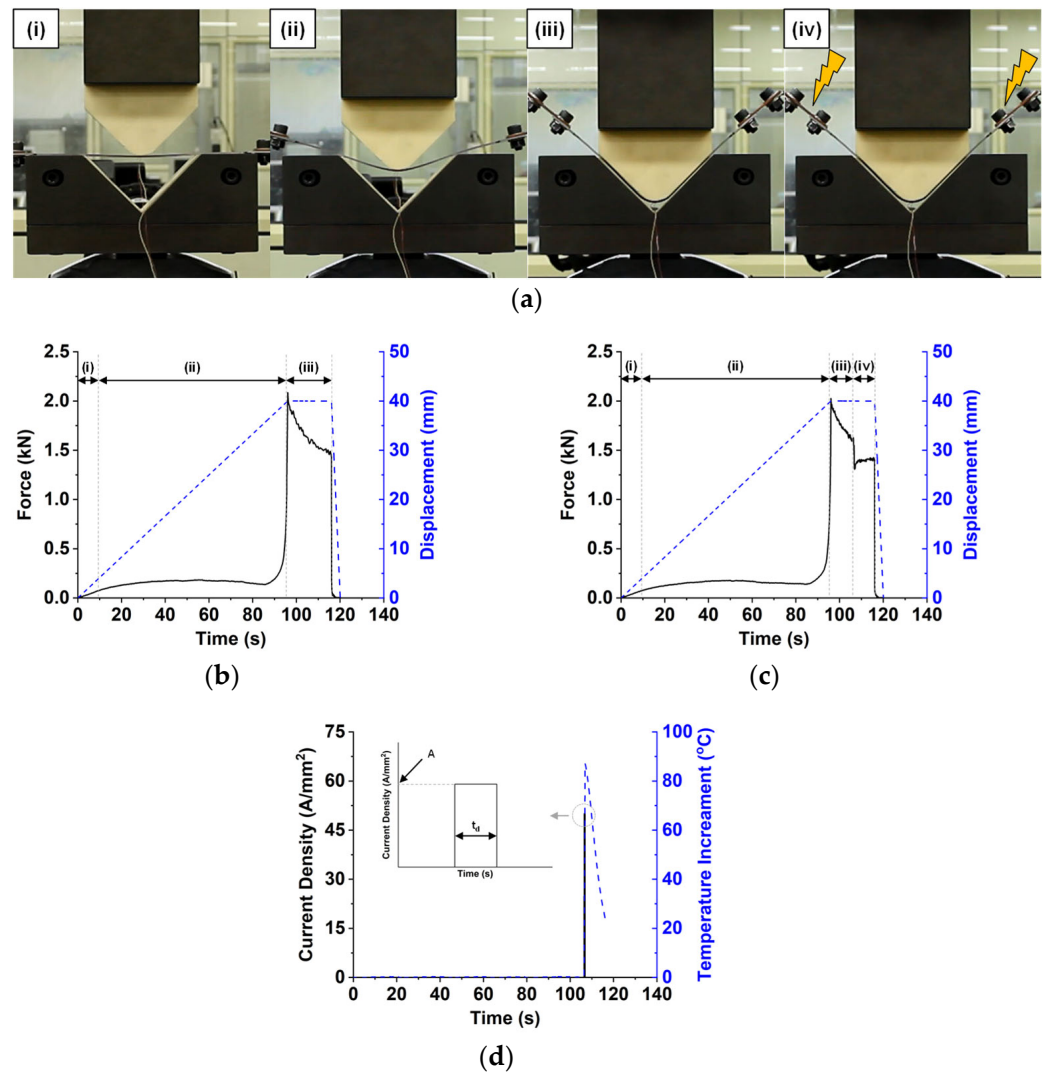 (i) (ii) (iii) (iv)
(a)
(i) (ii) (iii)
2.5
2.0
1.5
1.0
0.5
0.0
Force (kN)
50
40
30
20
10
0
Displacement (mm)
0 20 40 60 80 100 120 140
Time (s)
(b)
(i) (ii) (iii) (iv)
2.5
2.0
1.5
1.0
0.5
0.0
Force (kN)
50
40
30
20
10
0
Displacement (mm)
0 20 40 60 80 100 120 140
Time (s)
(c)
75
60
45
30
15
0
Current Density (A/mm²)
100
80
60
40
20
0
Temperature Increament (°C)
A
Current Density (A/mm²)
td
Time (s)
0 20 40 60 80 100 120 140
Time (s)
(d)